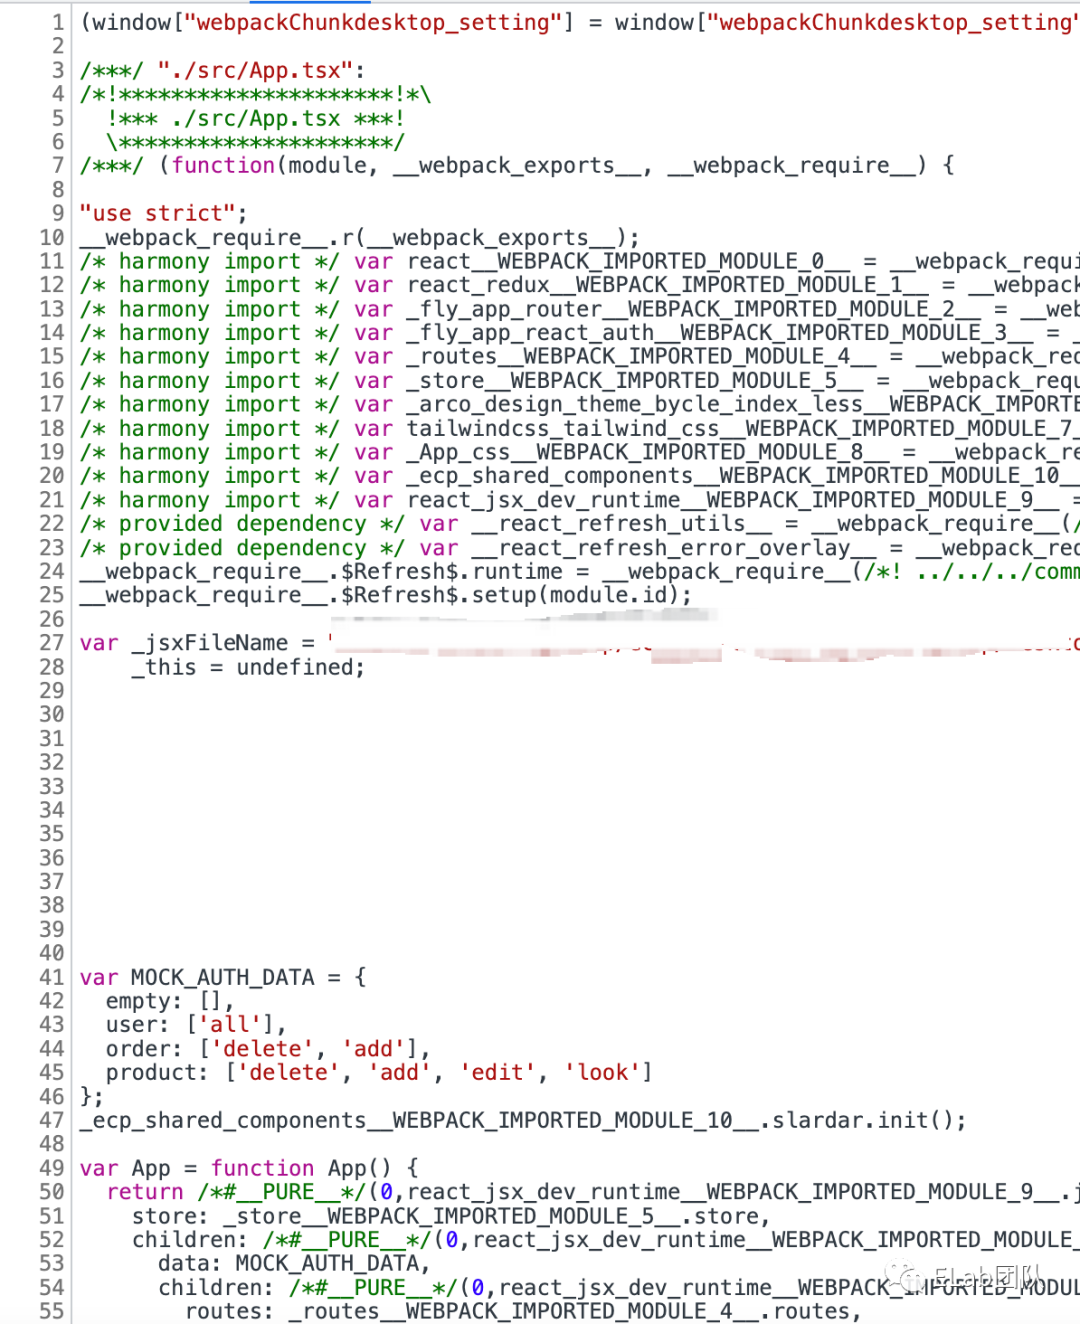 1 (window["webpackChunkdesktop_setting"] = window["webpackChunkdesktop_setting"
2
3 /***/ "./src/App.tsx":
4 /*!*********************!*\
5   !*** ./src/App.tsx ***!
6   \*********************/
7 /***/ (function(module, __webpack_exports__, __webpack_require__) {
8
9 "use strict";
10 __webpack_require__.r(__webpack_exports__);
11 /* harmony import */ var react__WEBPACK_IMPORTED_MODULE_0__ = __webpack_requi
12 /* harmony import */ var react_redux__WEBPACK_IMPORTED_MODULE_1__ = __webpack
13 /* harmony import */ var _fly_app_router__WEBPACK_IMPORTED_MODULE_2__ = __web
14 /* harmony import */ var _fly_app_react_auth__WEBPACK_IMPORTED_MODULE_3__ = _
15 /* harmony import */ var _routes__WEBPACK_IMPORTED_MODULE_4__ = __webpack_req
16 /* harmony import */ var _store__WEBPACK_IMPORTED_MODULE_5__ = __webpack_requ
17 /* harmony import */ var _arco_design_theme_bycle_index_less__WEBPACK_IMPORTE
18 /* harmony import */ var tailwindcss_tailwind_css__WEBPACK_IMPORTED_MODULE_7_
19 /* harmony import */ var _App_css__WEBPACK_IMPORTED_MODULE_8__ = __webpack_re
20 /* harmony import */ var _ecp_shared_components__WEBPACK_IMPORTED_MODULE_10__
21 /* harmony import */ var react_jsx_dev_runtime__WEBPACK_IMPORTED_MODULE_9__ =
22 /* provided dependency */ var __react_refresh_utils__ = __webpack_require__(/
23 /* provided dependency */ var __react_refresh_error_overlay__ = __webpack_req
24 __webpack_require__.$Refresh$.runtime = __webpack_require__(/*! ../../../comm
25 __webpack_require__.$Refresh$.setup(module.id);
26
27 var _jsxFileName = '
28     _this = undefined;
29
30
31
32
33
34
35
36
37
38
39
40
41 var MOCK_AUTH_DATA = {
42   empty: [],
43   user: ['all'],
44   order: ['delete', 'add'],
45   product: ['delete', 'add', 'edit', 'look']
46 };
47 _ecp_shared_components__WEBPACK_IMPORTED_MODULE_10__.slardar.init();
48
49 var App = function App() {
50   return /*#__PURE__*/(0,react_jsx_dev_runtime__WEBPACK_IMPORTED_MODULE_9__.j
51     store: _store__WEBPACK_IMPORTED_MODULE_5__.store,
52     children: /*#__PURE__*/(0,react_jsx_dev_runtime__WEBPACK_IMPORTED_MODULE_
53       data: MOCK_AUTH_DATA,
54       children: /*#__PURE__*/(0,react_jsx_dev_runtime__WEBPACK_IMPORTED_MODUL
ELab团队
55         routes: _routes__WEBPACK_IMPORTED_MODULE_4__.routes,